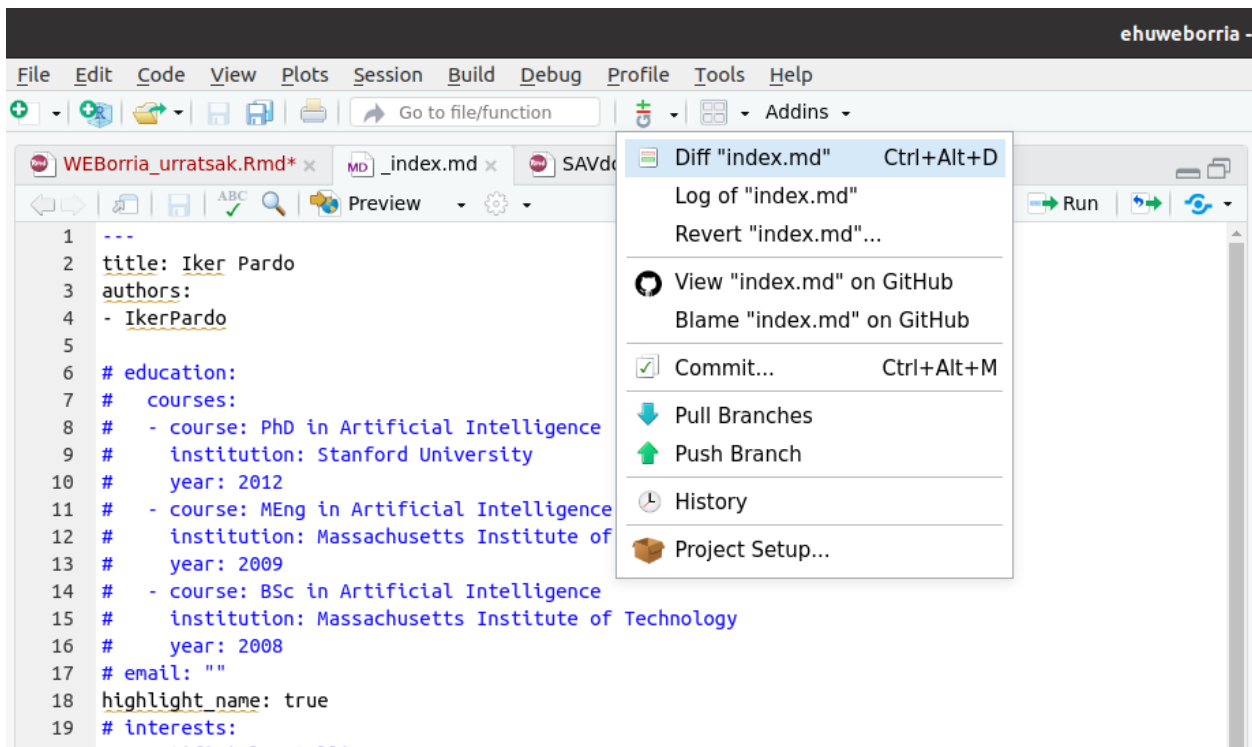 ehuweborria -
File Edit Code View Plots Session Build Debug Profile Tools Help
Go to file/function Addins
WEBorria_urratsak.Rmd* _index.md SAVdo
ABC Preview Run
Diff "index.md" Ctrl+Alt+D
Log of "index.md"
Revert "index.md"...
View "index.md" on GitHub
Blame "index.md" on GitHub
Commit... Ctrl+Alt+M
Pull Branches
Push Branch
History
Project Setup...
1 ---
2 title: Iker Pardo
3 authors:
4 - IkerPardo
5
6 # education:
7 #   courses:
8 #   - course: PhD in Artificial Intelligence
9 #     institution: Stanford University
10 #     year: 2012
11 #   - course: MEng in Artificial Intelligence
12 #     institution: Massachusetts Institute of
13 #     year: 2009
14 #   - course: BSc in Artificial Intelligence
15 #     institution: Massachusetts Institute of Technology
16 #     year: 2008
17 # email: ""
18 highlight_name: true
19 # interests: